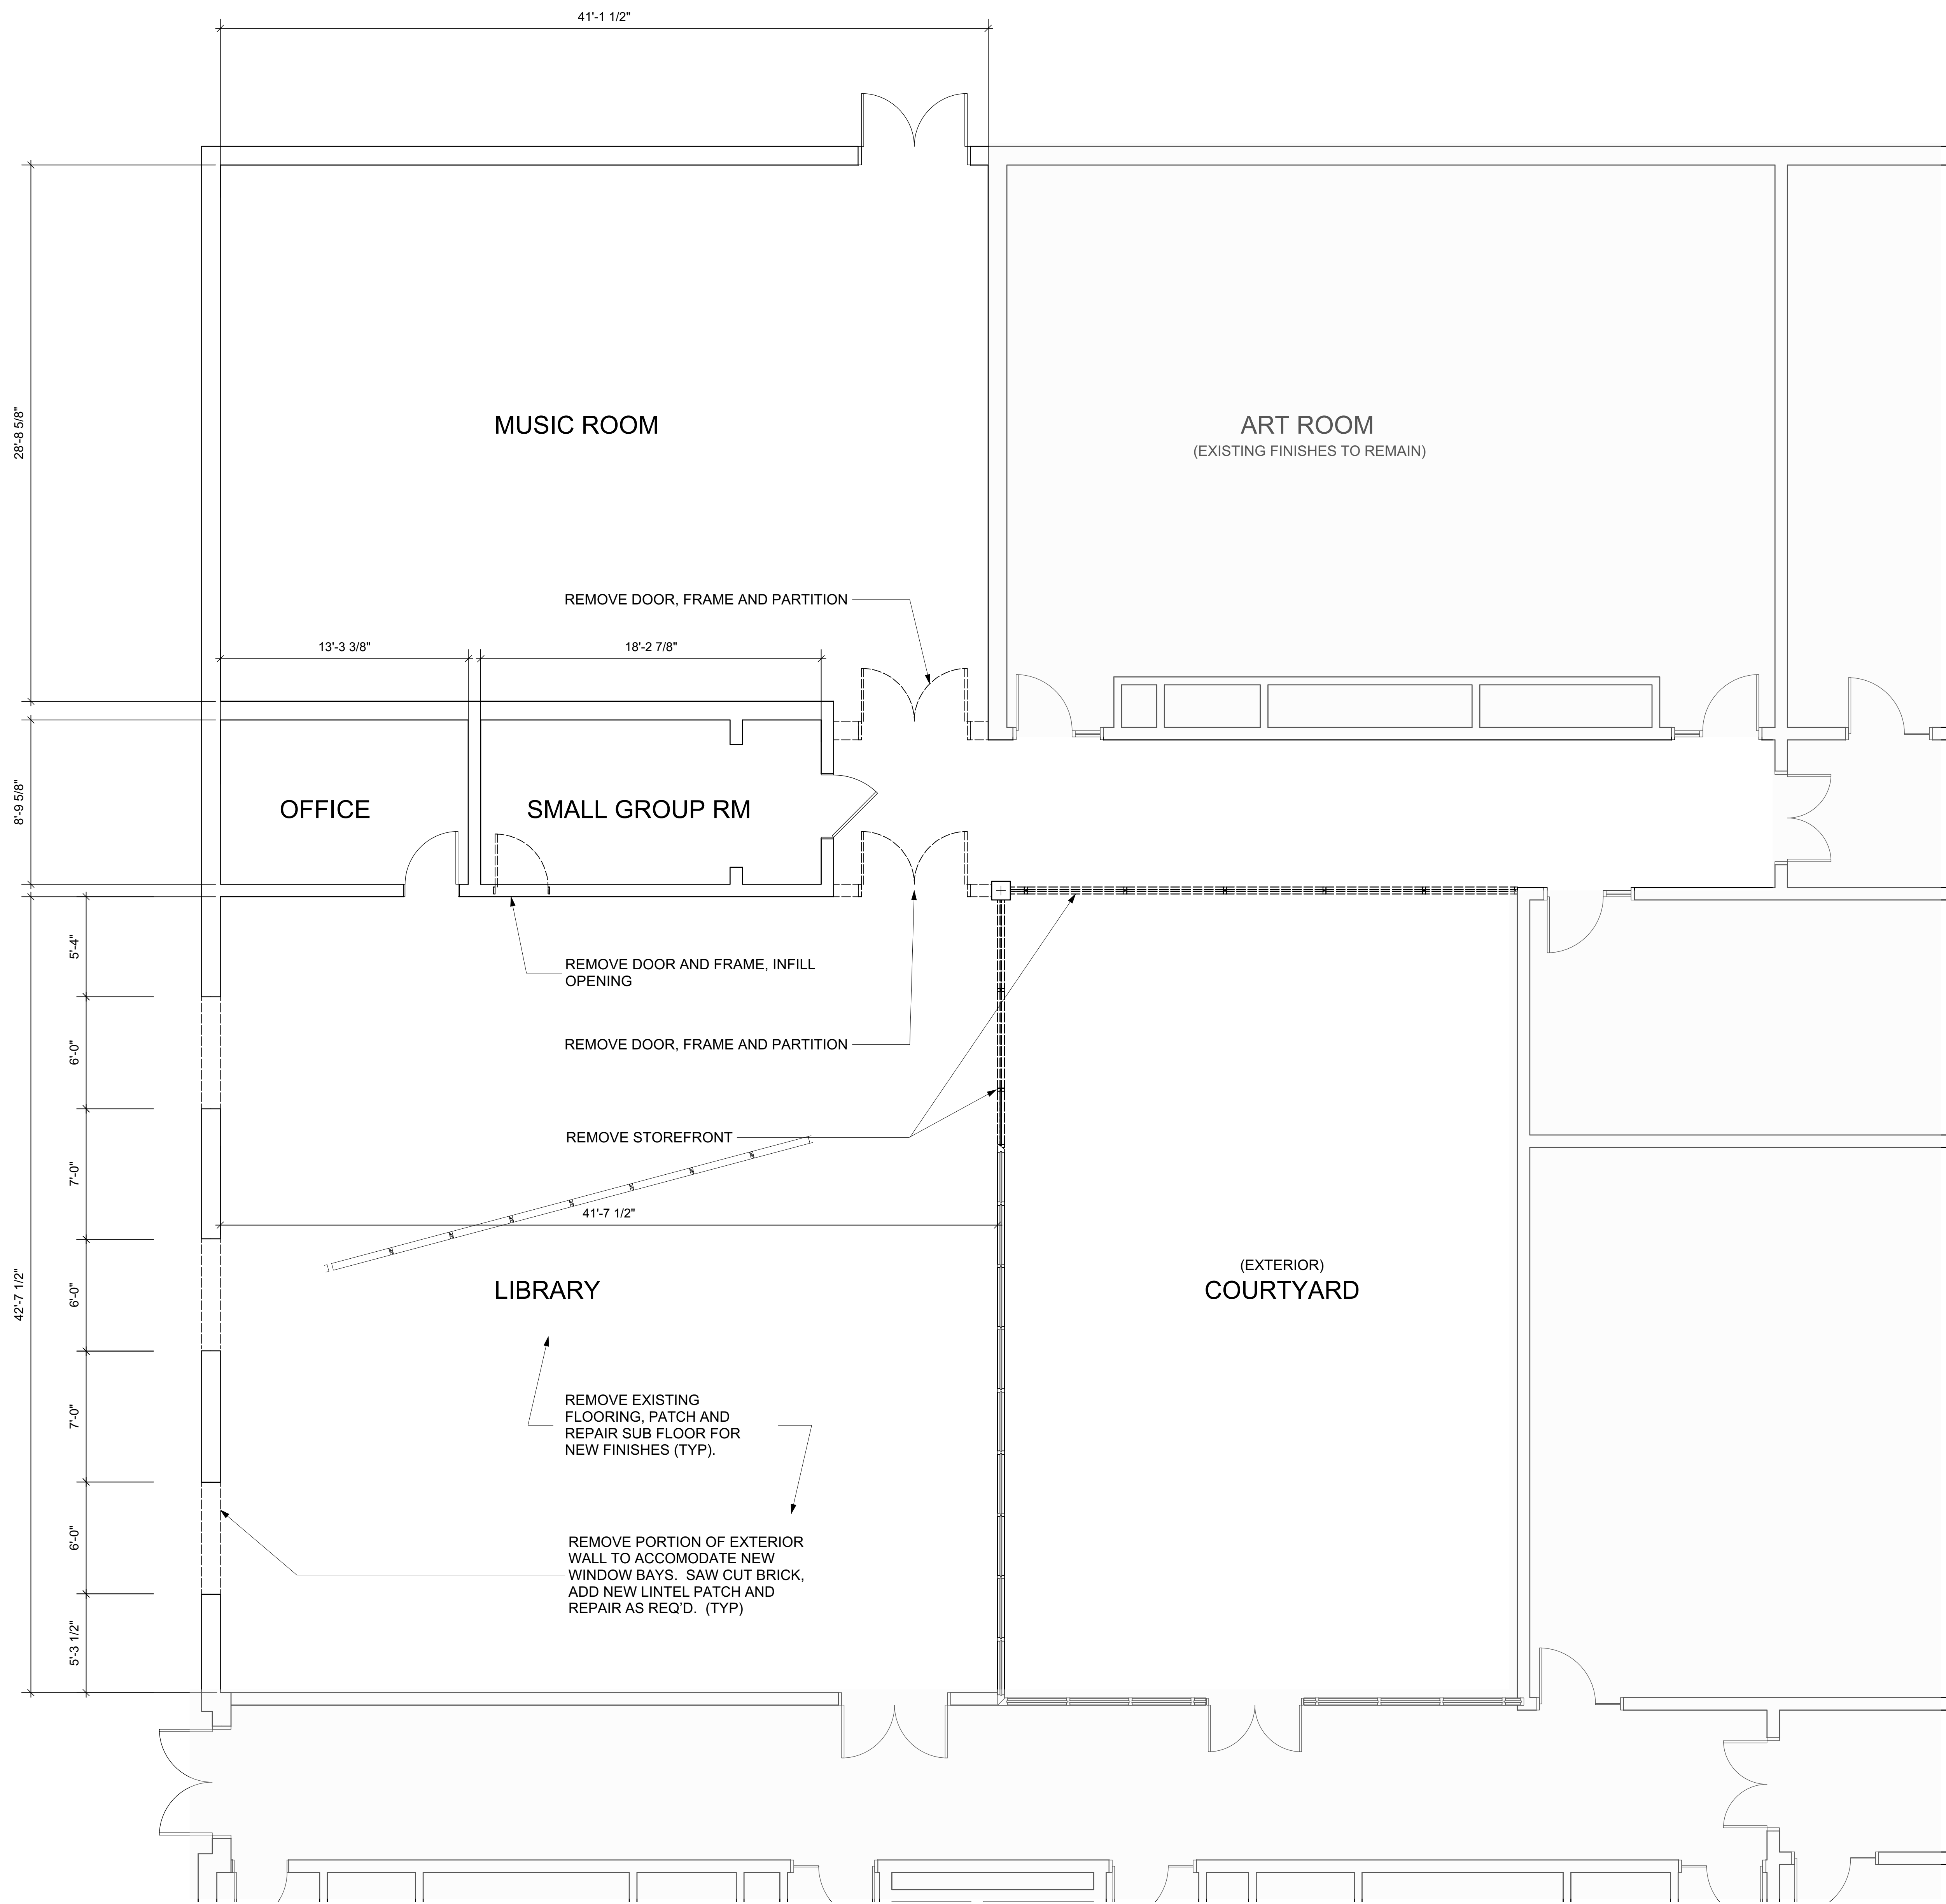 41'-1 1/2"
28'-8 5/8"
MUSIC ROOM
ART ROOM
(EXISTING FINISHES TO REMAIN)
REMOVE DOOR, FRAME AND PARTITION
13'-3 3/8"
18'-2 7/8"
8'-9 5/8"
OFFICE
SMALL GROUP RM
5'-4"
REMOVE DOOR AND FRAME, INFILL
OPENING
6'-0"
REMOVE DOOR, FRAME AND PARTITION
REMOVE STOREFRONT
7'-0"
41'-7 1/2"
42'-7 1/2"
6'-0"
LIBRARY
(EXTERIOR)
COURTYARD
7'-0"
REMOVE EXISTING
FLOORING, PATCH AND
REPAIR SUB FLOOR FOR
NEW FINISHES (TYP).
6'-0"
REMOVE PORTION OF EXTERIOR
WALL TO ACCOMODATE NEW
WINDOW BAYS.  SAW CUT BRICK,
ADD NEW LINTEL PATCH AND
REPAIR AS REQ'D.  (TYP)
5'-3 1/2"